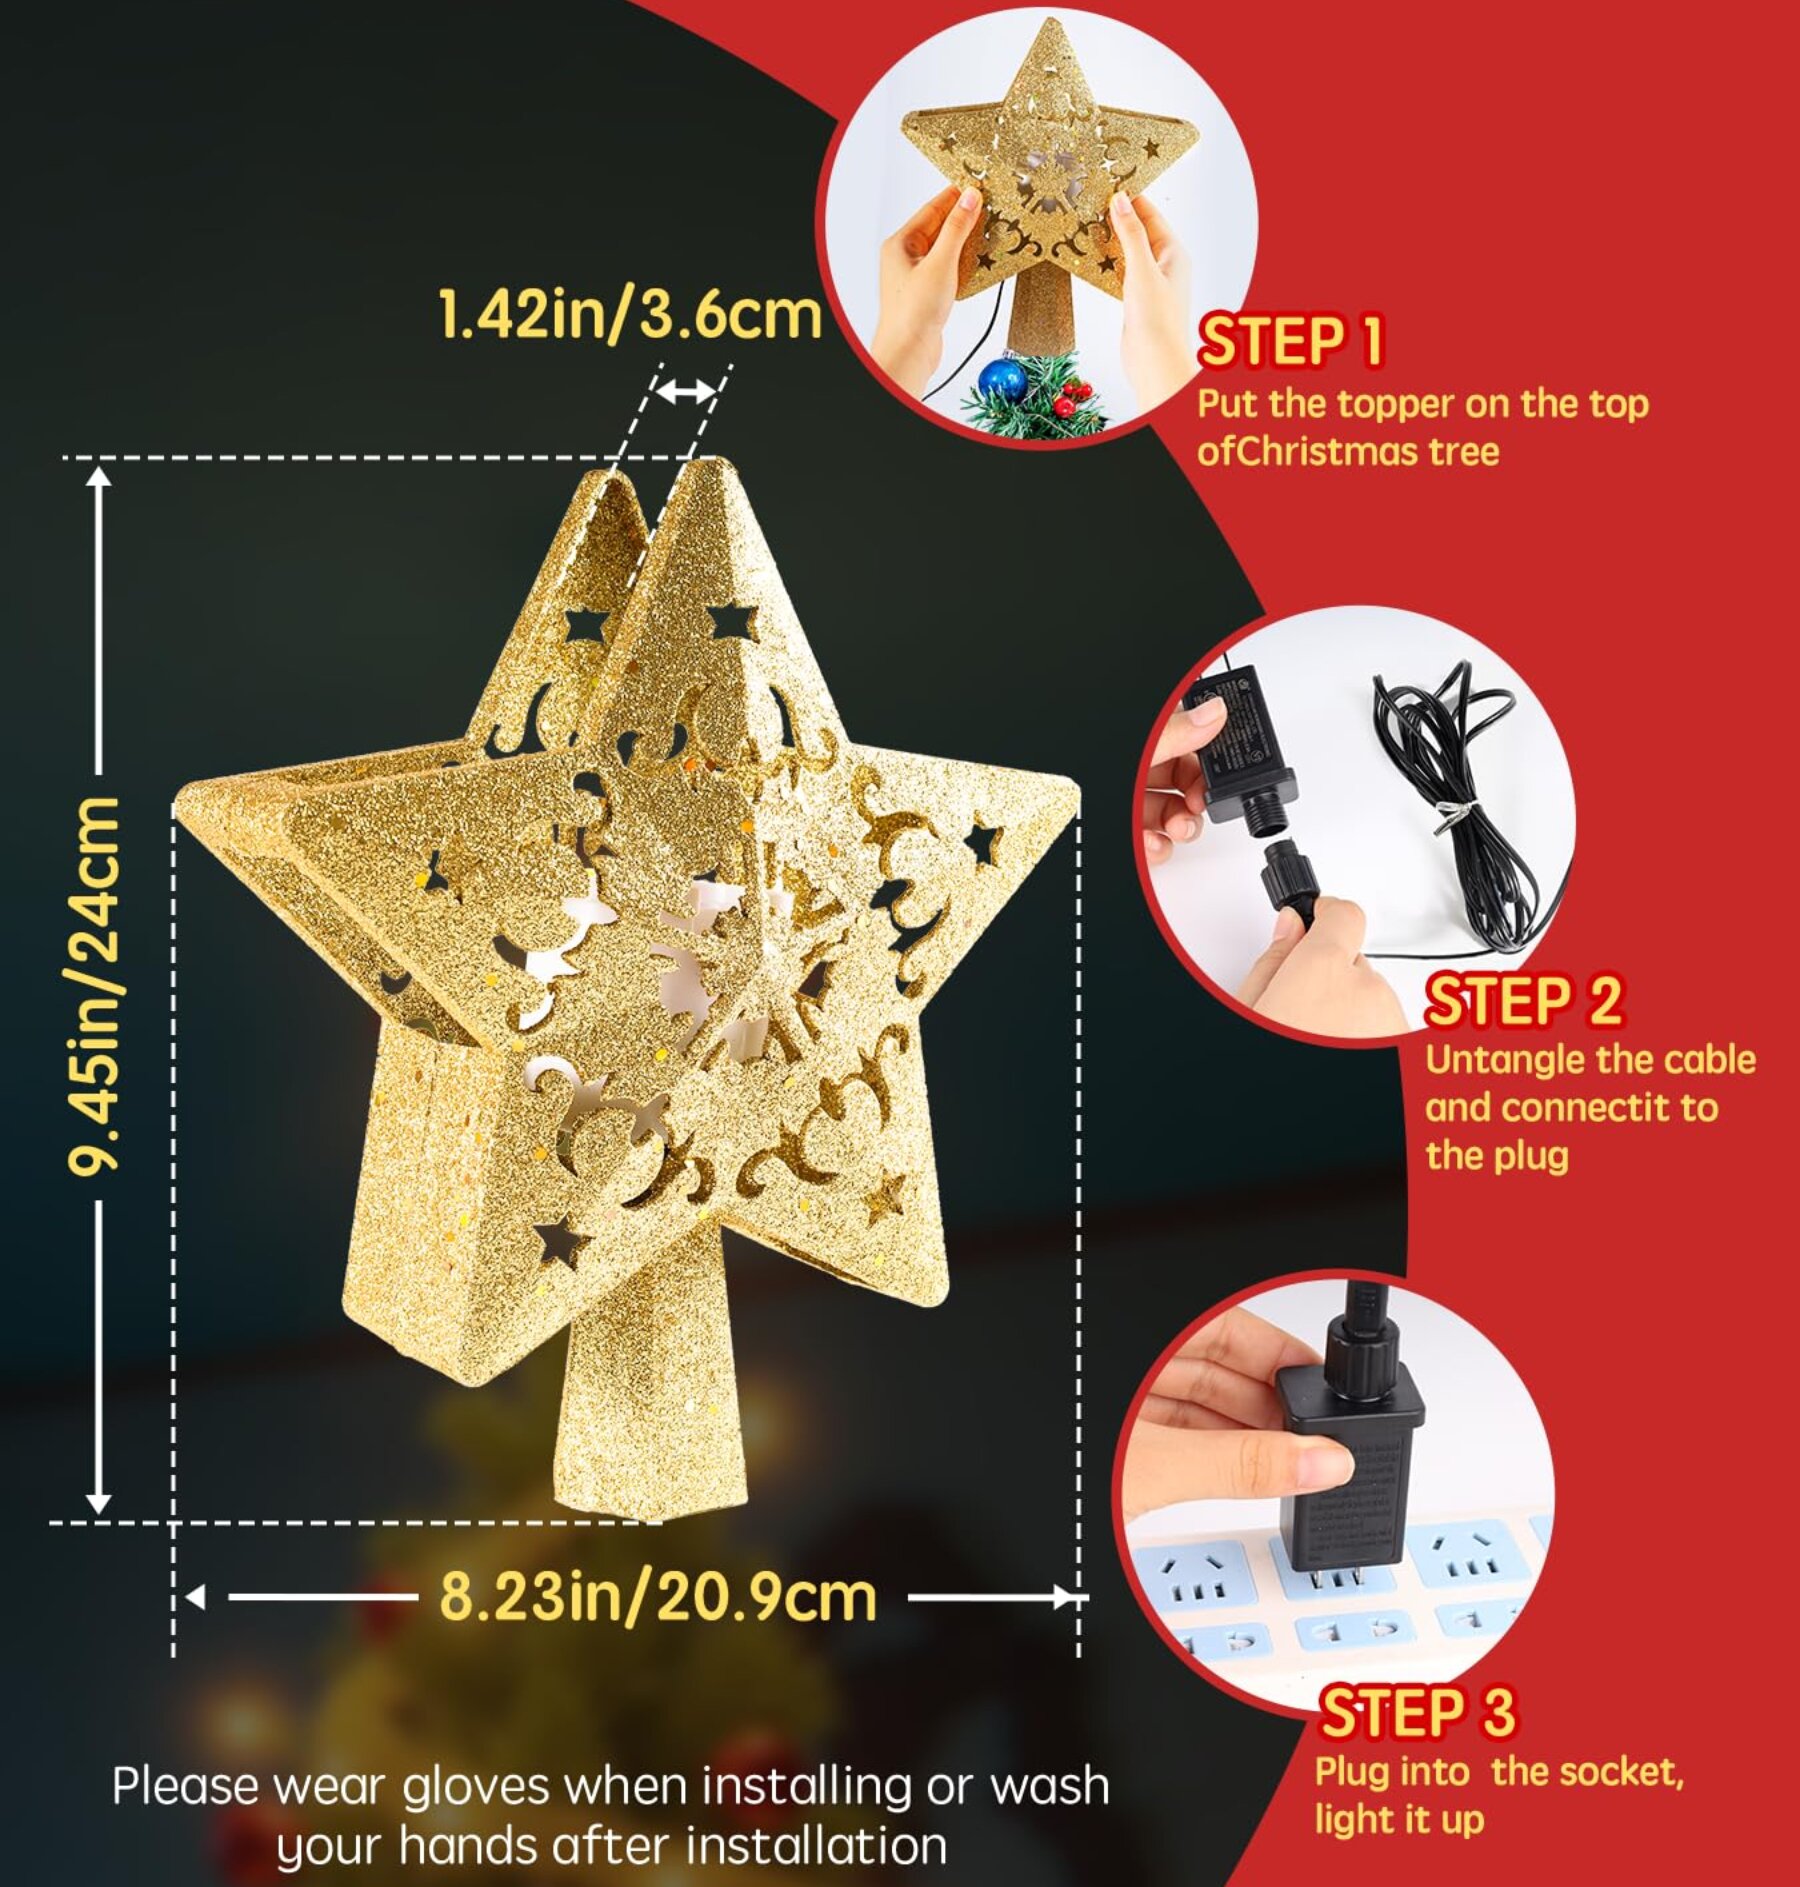 1.42in/3.6cm
9.45in/24cm
8.23in/20.9cm
Please wear gloves when installing or wash
your hands after installation
STEP 1
Put the topper on the top
ofChristmas tree
STEP 2
Untangle the cable
and connectit to
the plug
STEP 3
Plug into  the socket,
light it up